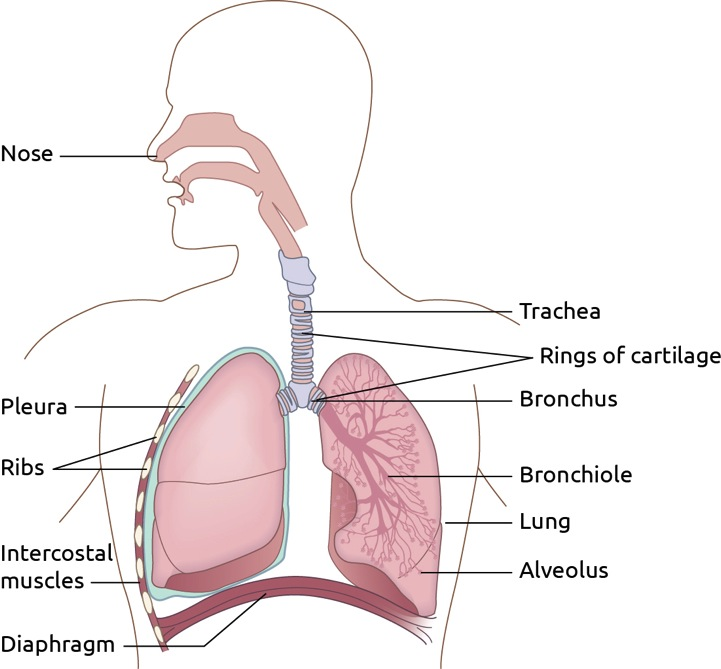 Nose
Trachea
Rings of cartilage
Pleura
Bronchus
Ribs
Bronchiole
Lung
Intercostal
muscles
Alveolus
Diaphragm